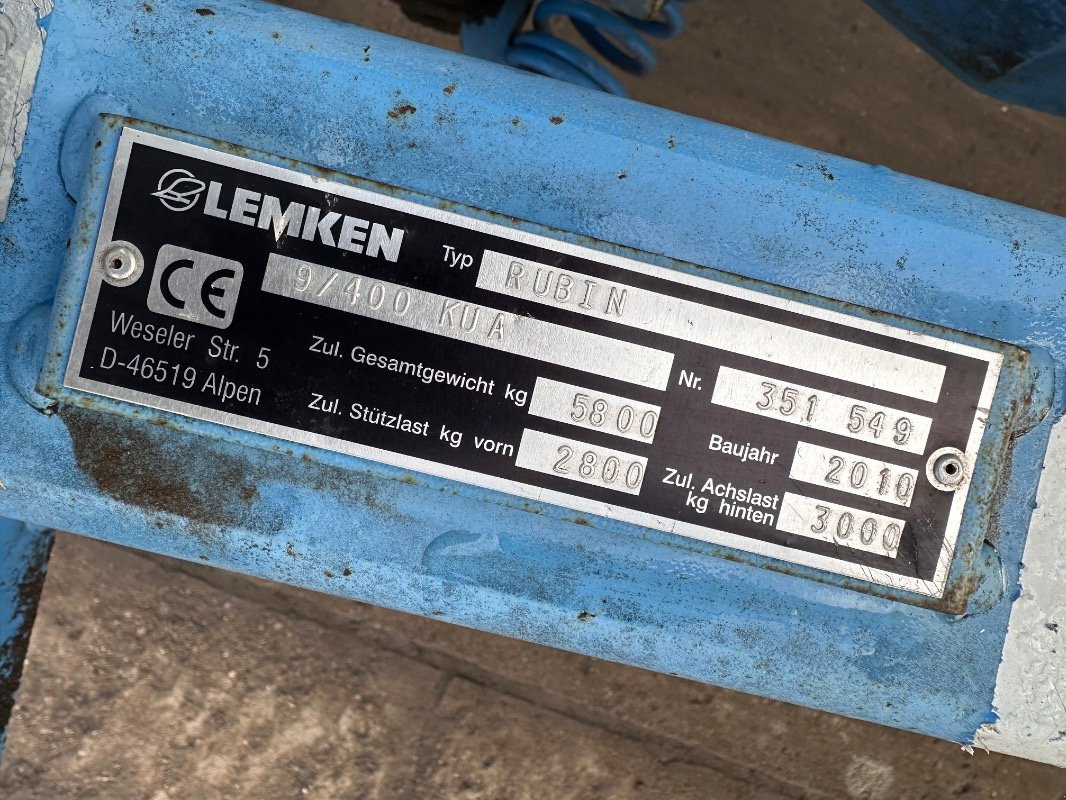 LEMKEN Typ RUBIN
CE 9/400 KUA Nr. 351 549
Weseler Str. 5
D-46519 Alpen
Zul. Gesamtgewicht kg 5800 Baujahr 2010
Zul. Stützlast kg vorn 2800 Zul. Achslast
kg hinten 3000